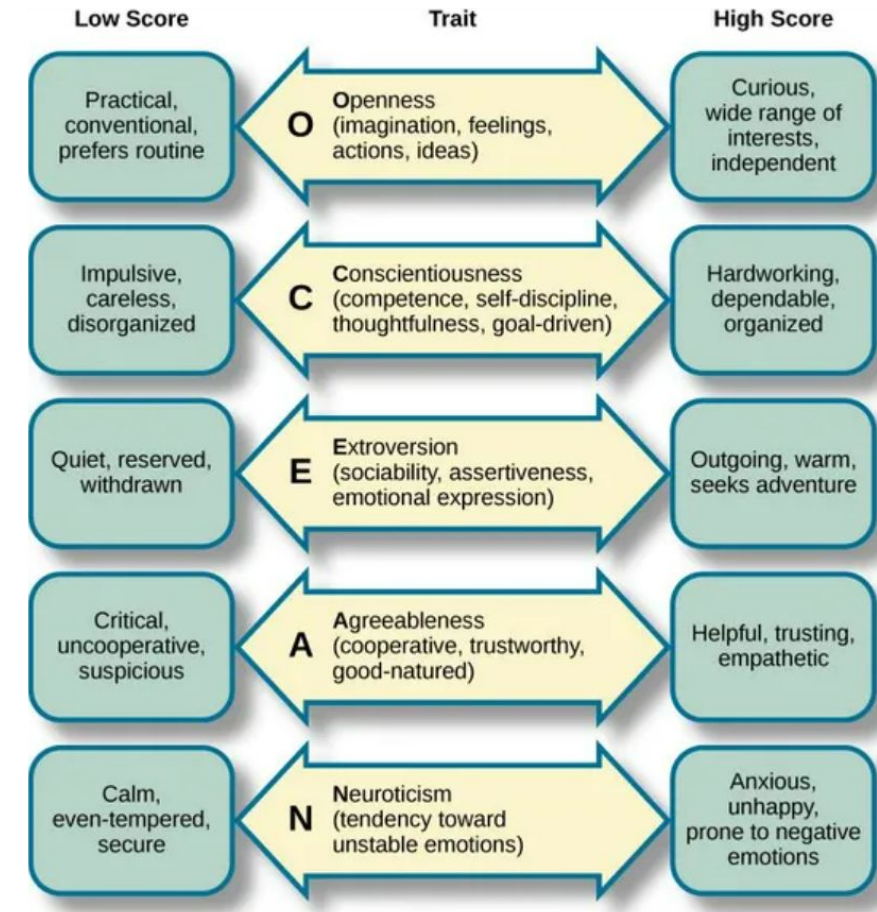 Low Score
Trait
High Score
Practical,
conventional,
prefers routine
O
Openness
(imagination, feelings,
actions, ideas)
Curious,
wide range of
interests,
independent
Impulsive,
careless,
disorganized
C
Conscientiousness
(competence, self-discipline,
thoughtfulness, goal-driven)
Hardworking,
dependable,
organized
Quiet, reserved,
withdrawn
E
Extroversion
(sociability, assertiveness,
emotional expression)
Outgoing, warm,
seeks adventure
Critical,
uncooperative,
suspicious
A
Agreeableness
(cooperative, trustworthy,
good-natured)
Helpful, trusting,
empathetic
Calm,
even-tempered,
secure
N
Neuroticism
(tendency toward
unstable emotions)
Anxious,
unhappy,
prone to negative
emotions